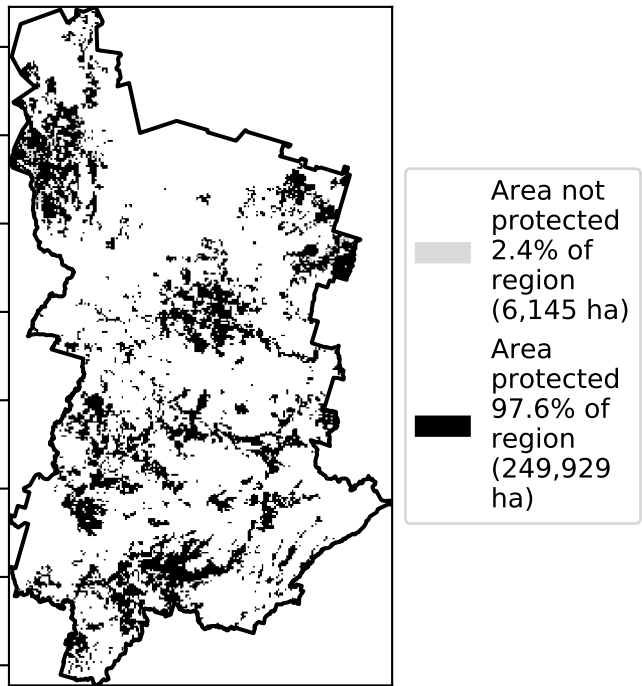 Area not
protected
2.4% of
region
(6,145 ha)
Area
protected
97.6% of
region
(249,929
ha)